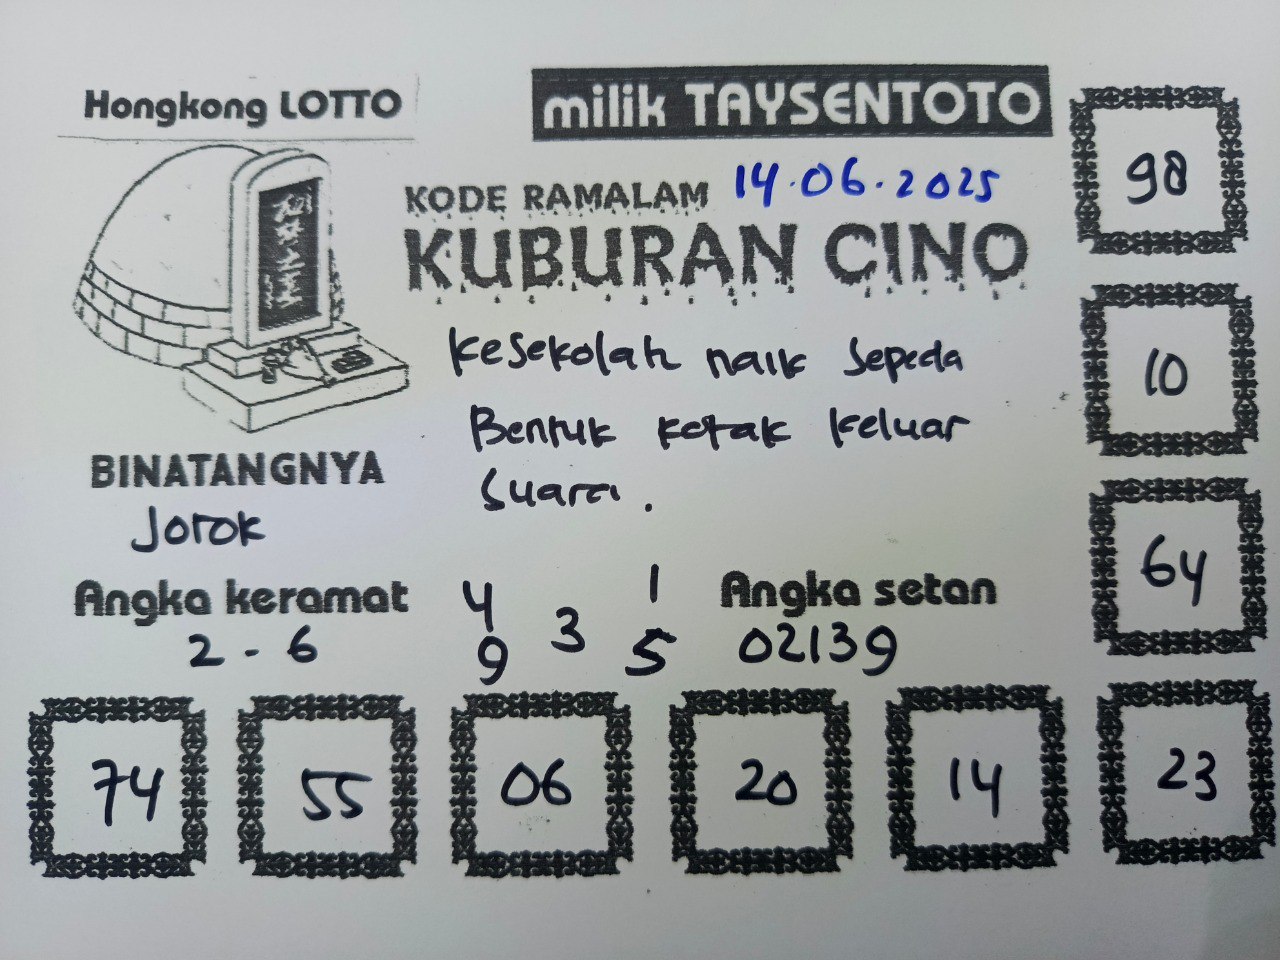 Hongkong LOTTO
milik TAYSENTOTO
KODE RAMALAM 14.06.2025
KUBURAN CINO
Kesekolah naik sepeda
Bentuk kotak keluar
suara.
BINATANGNYA
Jorok
Angka keramat
2 - 6
4 1
3
9 5
Angka setan
02139
98
10
64
74 55 06 20 14 23